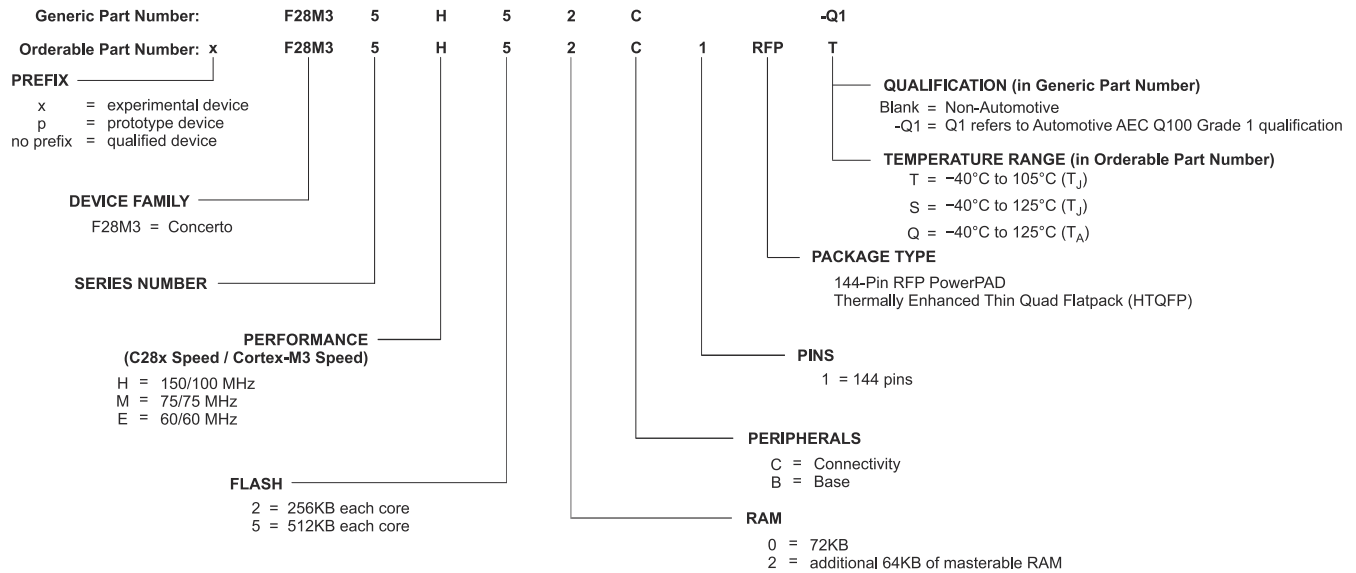 Generic Part Number: F28M3 5 H 5 2 C -Q1
Orderable Part Number: x F28M3 5 H 5 2 C 1 RFP T
PREFIX
x = experimental device
p = prototype device
no prefix = qualified device
QUALIFICATION (in Generic Part Number)
Blank = Non-Automotive
-Q1 = Q1 refers to Automotive AEC Q100 Grade 1 qualification
TEMPERATURE RANGE (in Orderable Part Number)
T = −40°C to 105°C (TJ)
S = −40°C to 125°C (TJ)
Q = −40°C to 125°C (TA)
DEVICE FAMILY
F28M3 = Concerto
PACKAGE TYPE
144-Pin RFP PowerPAD
Thermally Enhanced Thin Quad Flatpack (HTQFP)
SERIES NUMBER
PERFORMANCE
(C28x Speed / Cortex-M3 Speed)
H = 150/100 MHz
M = 75/75 MHz
E = 60/60 MHz
PINS
1 = 144 pins
PERIPHERALS
C = Connectivity
B = Base
FLASH
2 = 256KB each core
5 = 512KB each core
RAM
0 = 72KB
2 = additional 64KB of masterable RAM